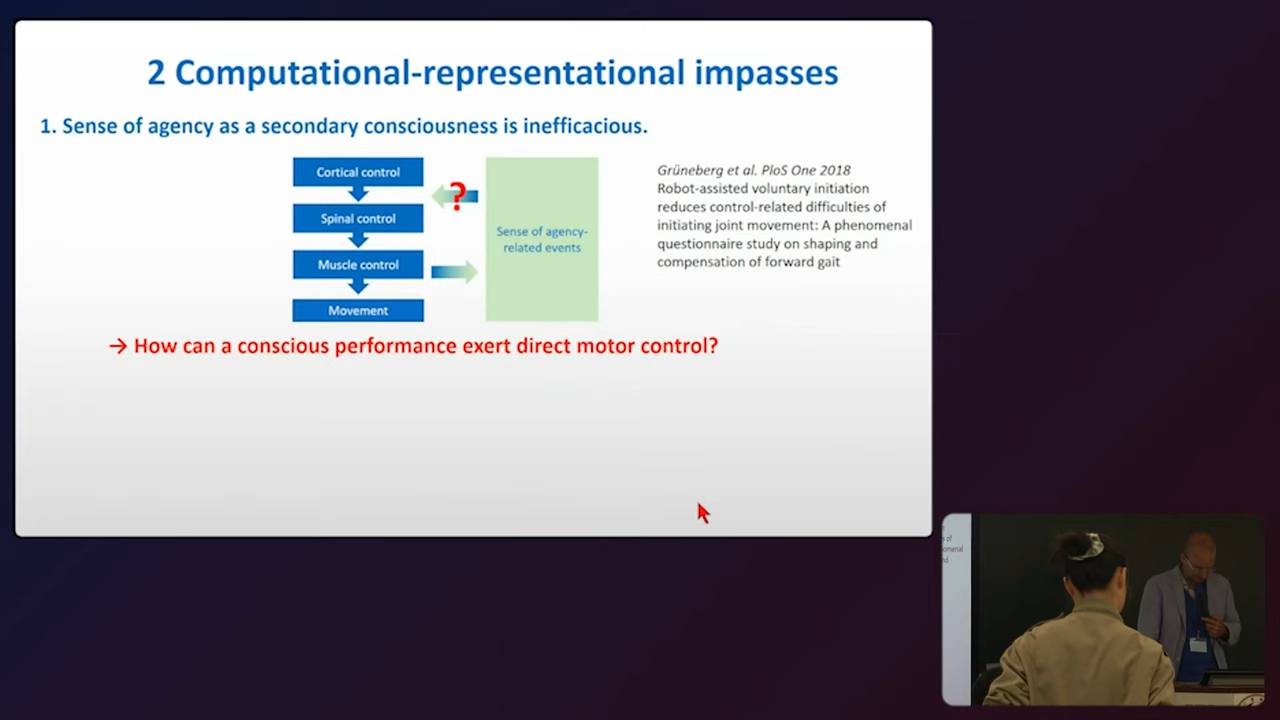 2 Computational-representational impasses
1. Sense of agency as a secondary consciousness is inefficacious.
Cortical control
Spinal control
Muscle control
Movement
?
Sense of agency-
related events
Grüneberg et al. PloS One 2018
Robot-assisted voluntary initiation
reduces control-related difficulties of
initiating joint movement: A phenomenal
questionnaire study on shaping and
compensation of forward gait
→ How can a conscious performance exert direct motor control?
s of
nomenal
nd